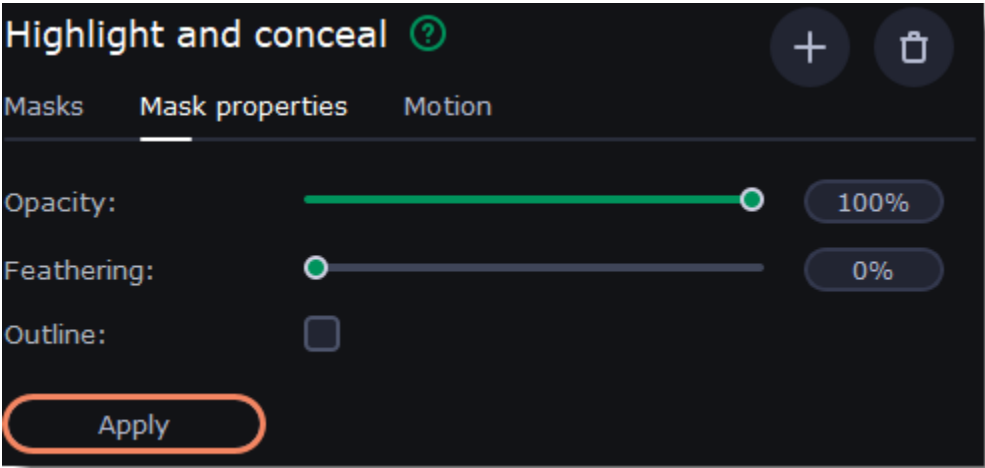 Highlight and conceal ?
Masks Mask properties Motion
Opacity: 100%
Feathering: 0%
Outline:
Apply